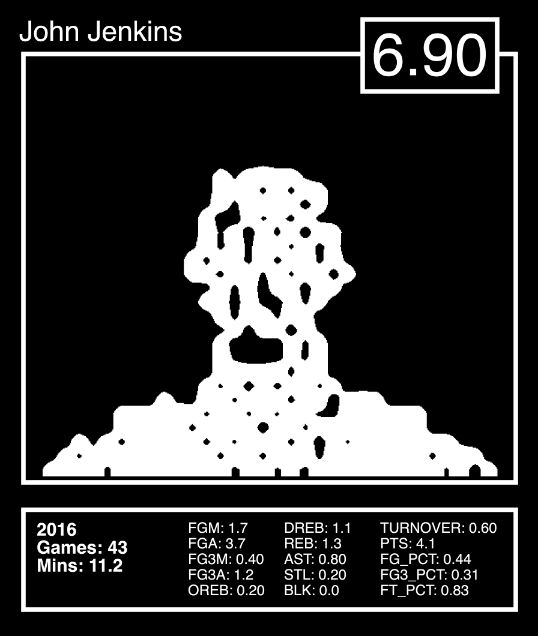 John Jenkins
6.90
2016
Games: 43
Mins: 11.2
FGM: 1.7
FGA: 3.7
FG3M: 0.40
FG3A: 1.2
OREB: 0.20
DREB: 1.1
REB: 1.3
AST: 0.80
STL: 0.20
BLK: 0.0
TURNOVER: 0.60
PTS: 4.1
FG_PCT: 0.44
FG3_PCT: 0.31
FT_PCT: 0.83